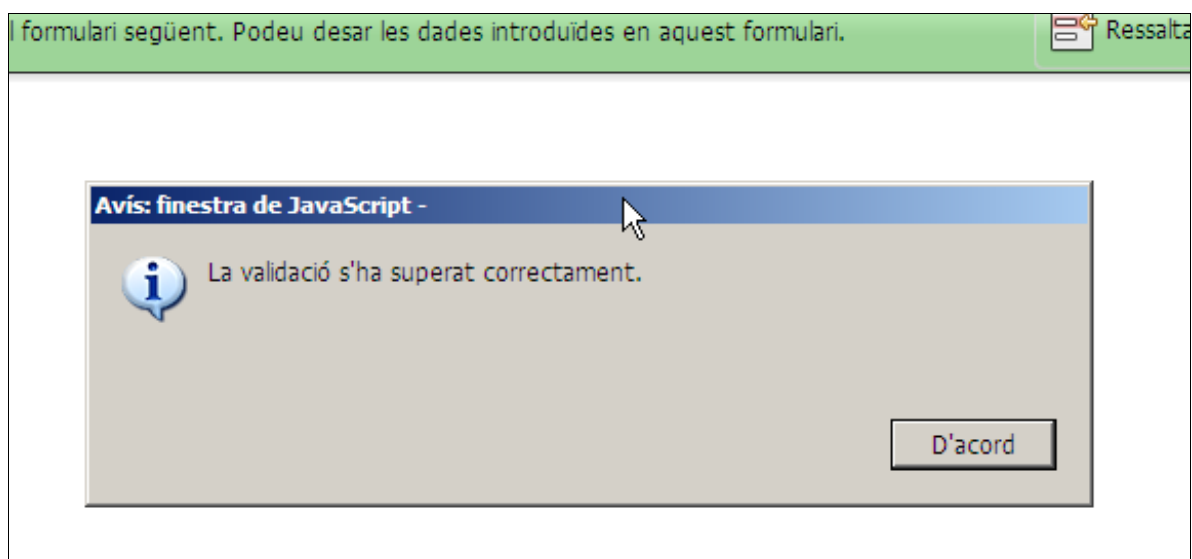 l formulari següent. Podeu desar les dades introduïdes en aquest formulari.
Ressalta
Avís: finestra de JavaScript -
La validació s'ha superat correctament.
D'acord